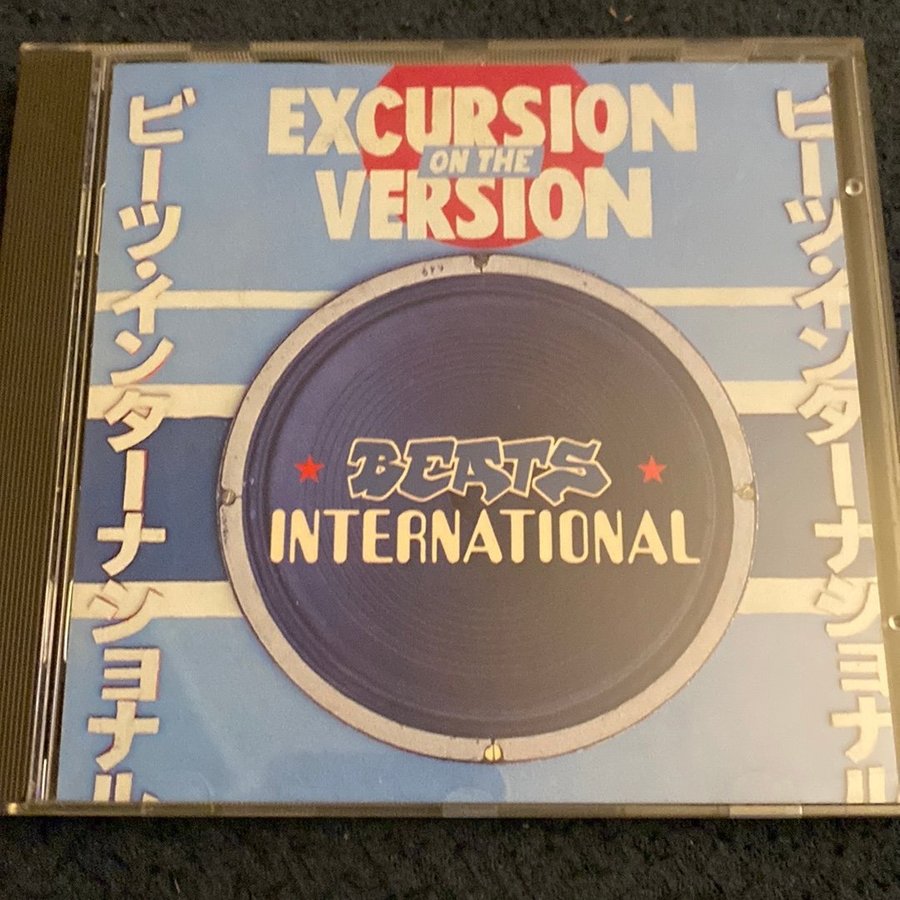 EXCURSION
ON THE
VERSION
ビーツ・インターナショナル
ビーツ・インターナショナル
BEATS
INTERNATIONAL